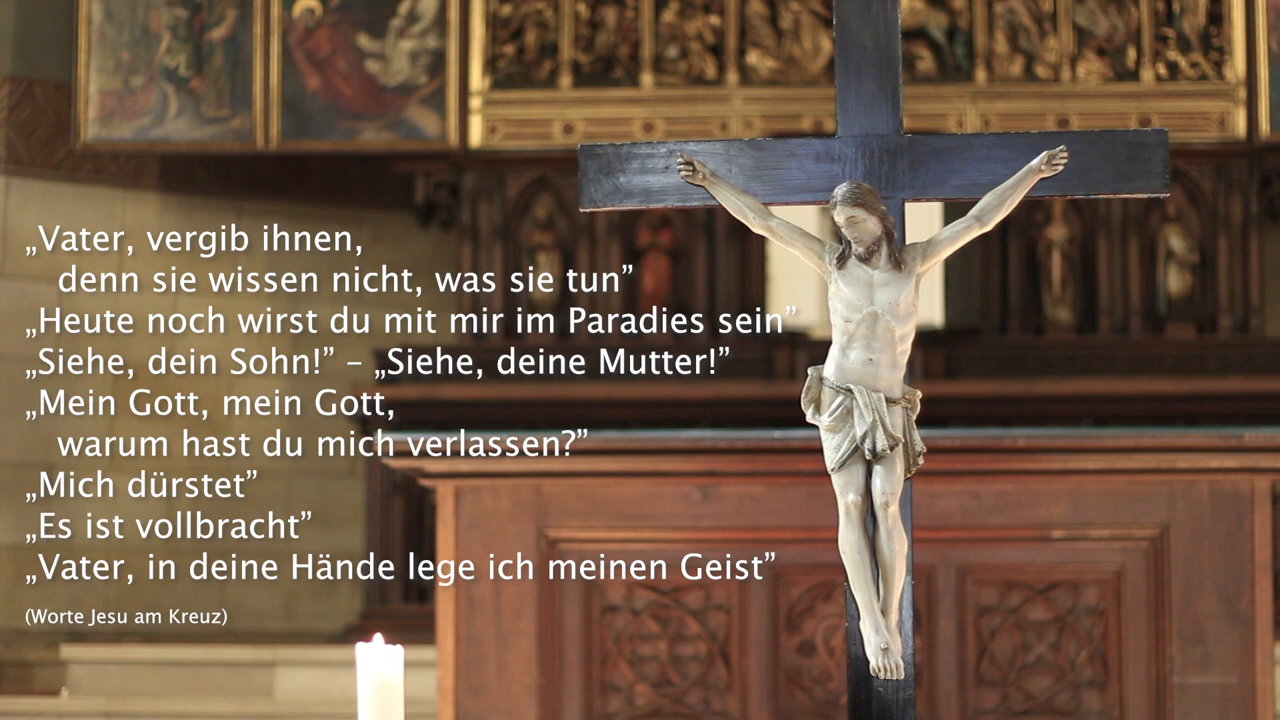 „Vater, vergib ihnen,
denn sie wissen nicht, was sie tun”
„Heute noch wirst du mit mir im Paradies sein”
„Siehe, dein Sohn!” – „Siehe, deine Mutter!”
„Mein Gott, mein Gott,
warum hast du mich verlassen?”
„Mich dürstet”
„Es ist vollbracht”
„Vater, in deine Hände lege ich meinen Geist”
(Worte Jesu am Kreuz)